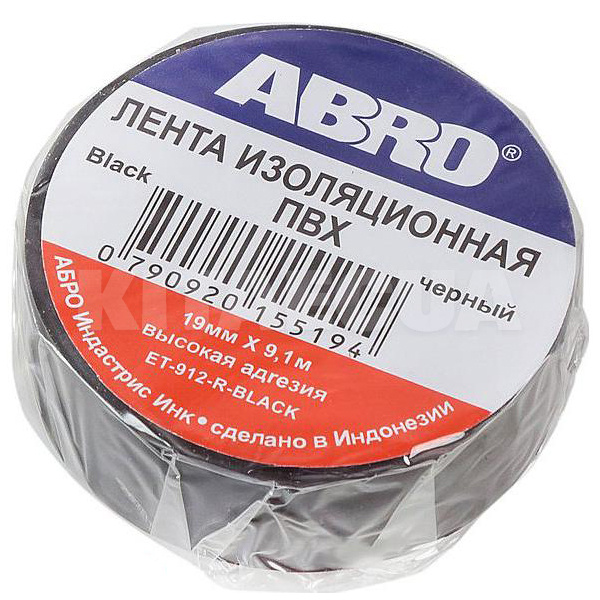 ABRO®
ЛЕНТА ИЗОЛЯЦИОННАЯ
ПВХ
Black
черный
0 790920 155194
19мм X 9,1м
высокая адгезия
ET-912-R-BLACK
АБРО Индастрис Инк • сделано в Индонезии